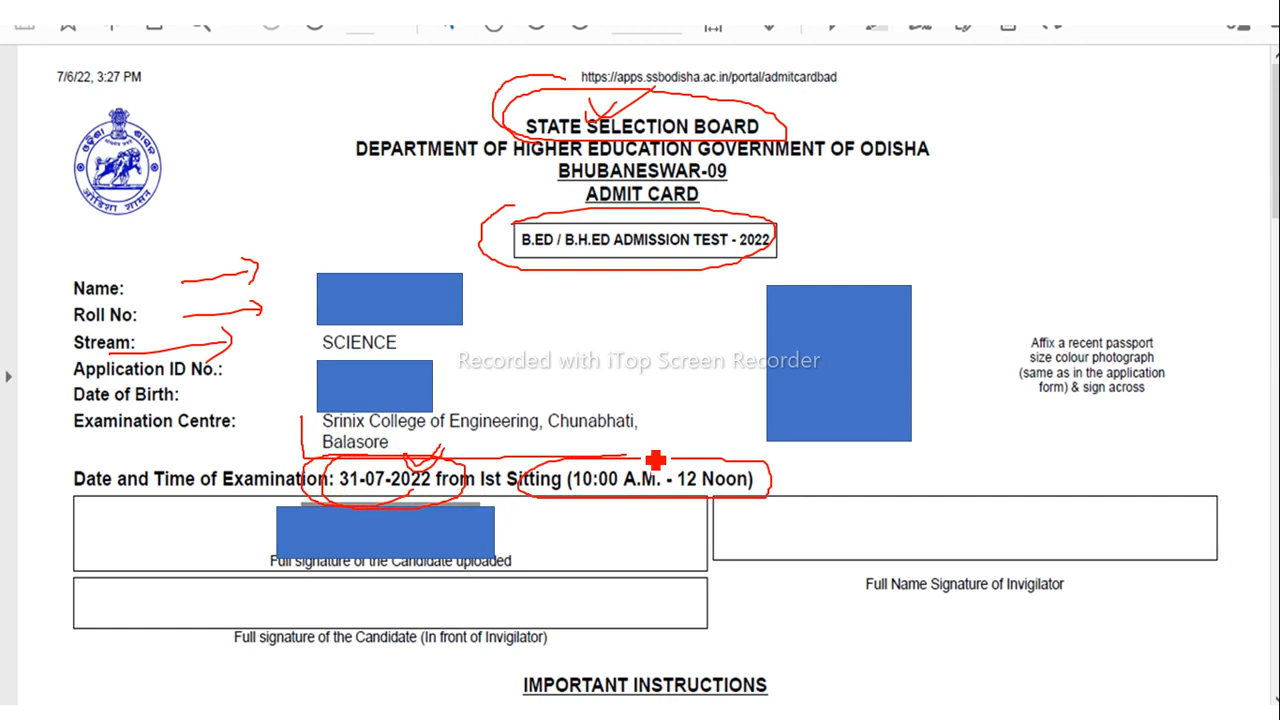 7/6/22, 3:27 PM
https://apps.ssbodisha.ac.in/portal/admitcardbad
STATE SELECTION BOARD
DEPARTMENT OF HIGHER EDUCATION GOVERNMENT OF ODISHA
BHUBANESWAR-09
ADMIT CARD
B.ED / B.H.ED ADMISSION TEST - 2022
Name:
Roll No:
Stream: SCIENCE
Application ID No.:
Date of Birth:
Examination Centre: Srinix College of Engineering, Chunabhati,
Balasore
Affix a recent passport
size colour photograph
(same as in the application
form) & sign across
Recorded with iTop Screen Recorder
Date and Time of Examination: 31-07-2022 from Ist Sitting (10:00 A.M. - 12 Noon)
Full signature of the Candidate uploaded
Full Name Signature of Invigilator
Full signature of the Candidate (In front of Invigilator)
IMPORTANT INSTRUCTIONS